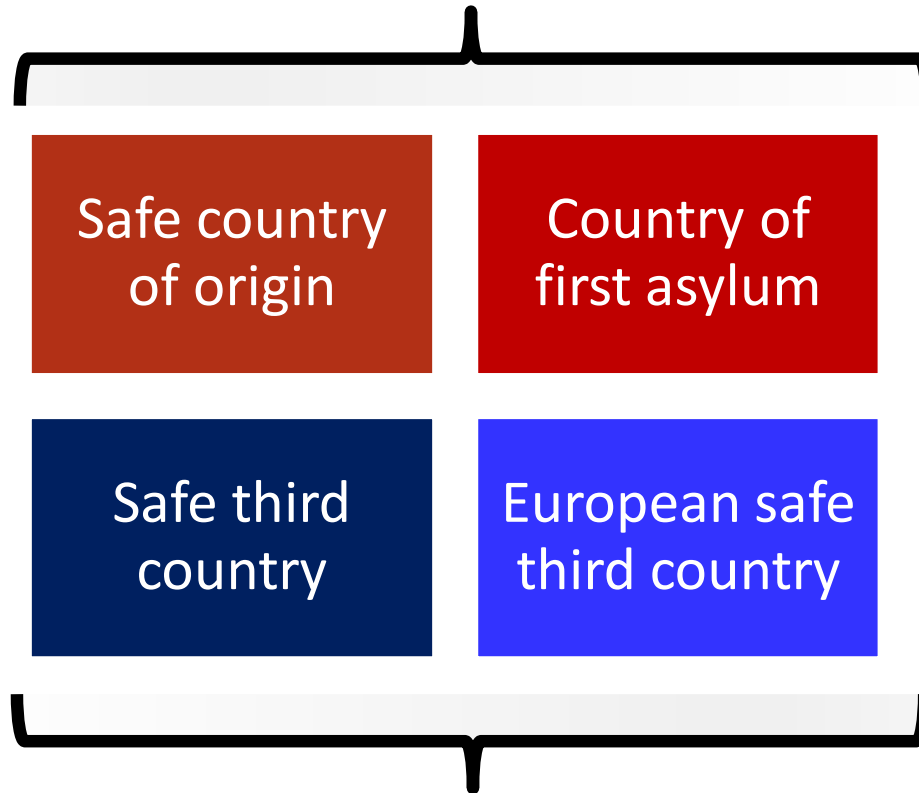 Safe country
of origin
Country of
first asylum
Safe third
country
European safe
third country